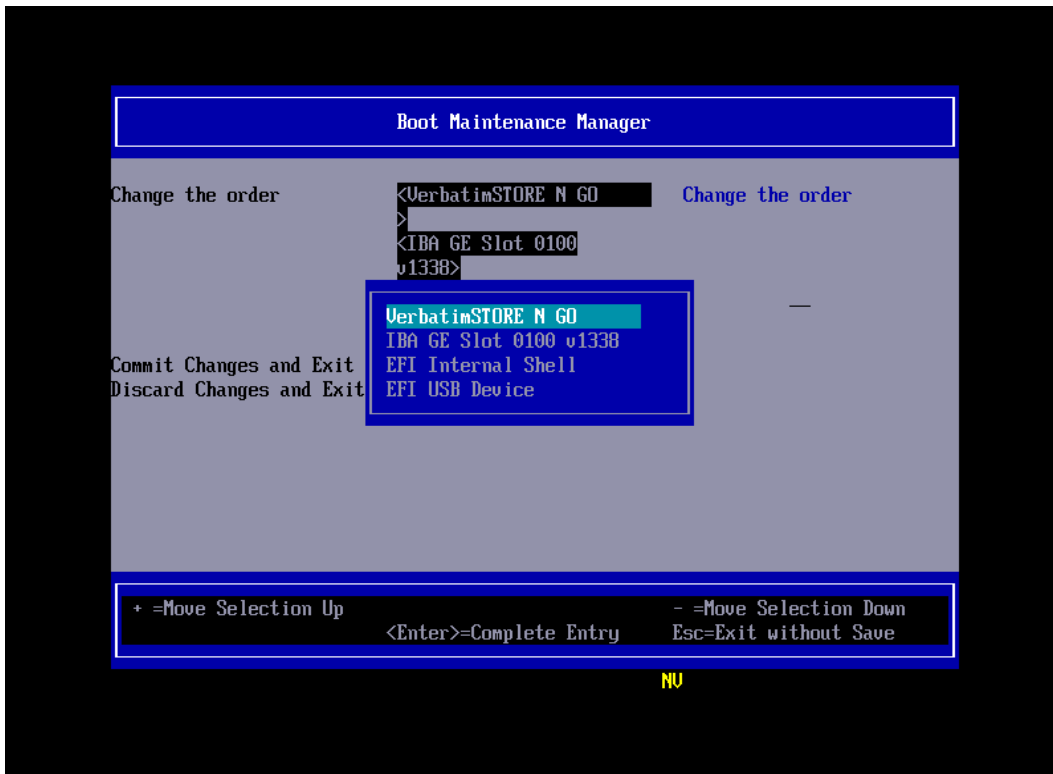 Boot Maintenance Manager
Change the order
<VerbatimSTORE N GO
>
<IBA GE Slot 0100
v1338>
Change the order
VerbatimSTORE N GO
IBA GE Slot 0100 v1338
EFI Internal Shell
EFI USB Device
Commit Changes and Exit
Discard Changes and Exit
+ =Move Selection Up
- =Move Selection Down
<Enter>=Complete Entry
Esc=Exit without Save
NV